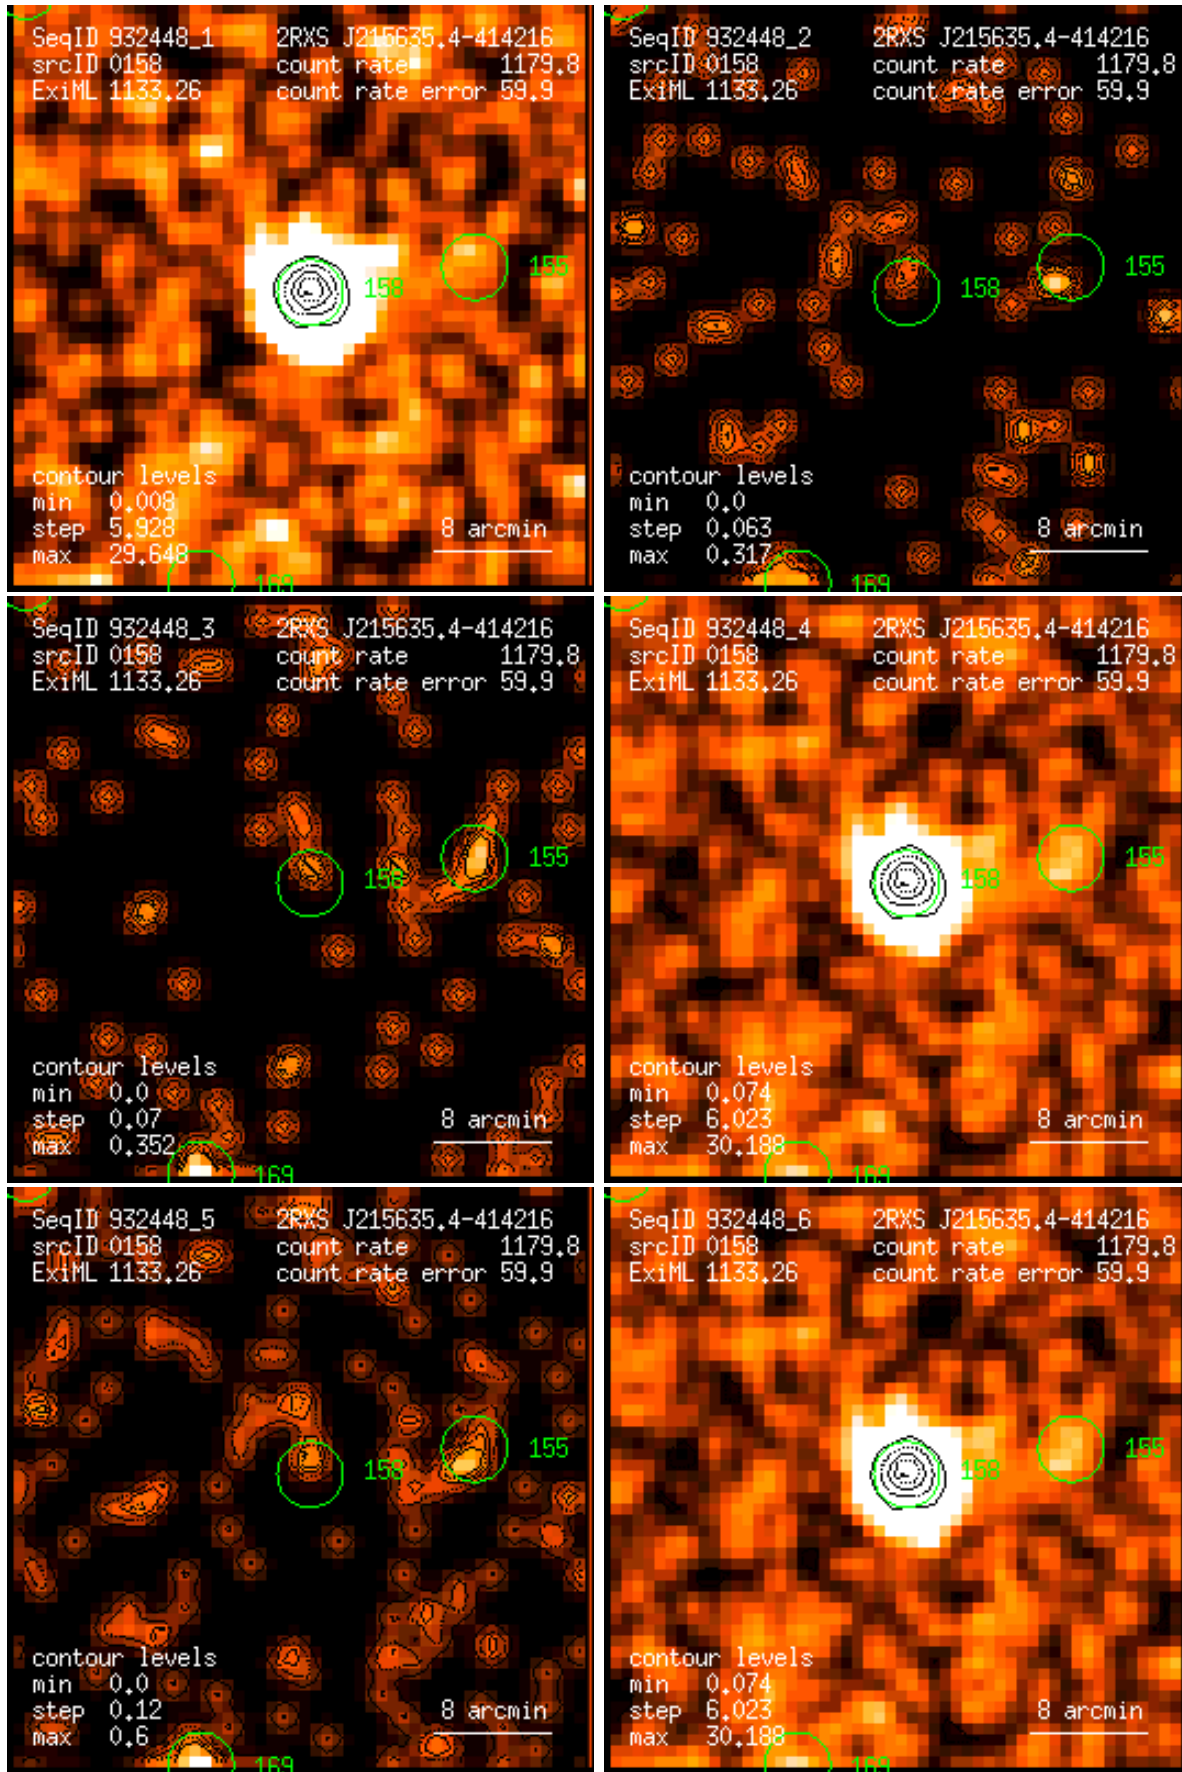 SeqID 932448_1 2RXS J215635.4-414216
srcID 0158 count rate 1179.8
ExiML 1133.26 count rate error 59.9
155
158
contour levels
min 0.008
step 5.928 8 arcmin
max 29.648
169
SeqID 932448_2 2RXS J215635.4-414216
srcID 0158 count rate 1179.8
ExiML 1133.26 count rate error 59.9
155
158
contour levels
min 0.0
step 0.063 8 arcmin
max 0.317
169
SeqID 932448_3 2RXS J215635.4-414216
srcID 0158 count rate 1179.8
ExiML 1133.26 count rate error 59.9
155
158
contour levels
min 0.0
step 0.07 8 arcmin
max 0.352
169
SeqID 932448_4 2RXS J215635.4-414216
srcID 0158 count rate 1179.8
ExiML 1133.26 count rate error 59.9
155
158
contour levels
min 0.074
step 6.023 8 arcmin
max 30.188
169
SeqID 932448_5 2RXS J215635.4-414216
srcID 0158 count rate 1179.8
ExiML 1133.26 count rate error 59.9
155
158
contour levels
min 0.0
step 0.12 8 arcmin
max 0.6
169
SeqID 932448_6 2RXS J215635.4-414216
srcID 0158 count rate 1179.8
ExiML 1133.26 count rate error 59.9
155
158
contour levels
min 0.074
step 6.023 8 arcmin
max 30.188
169